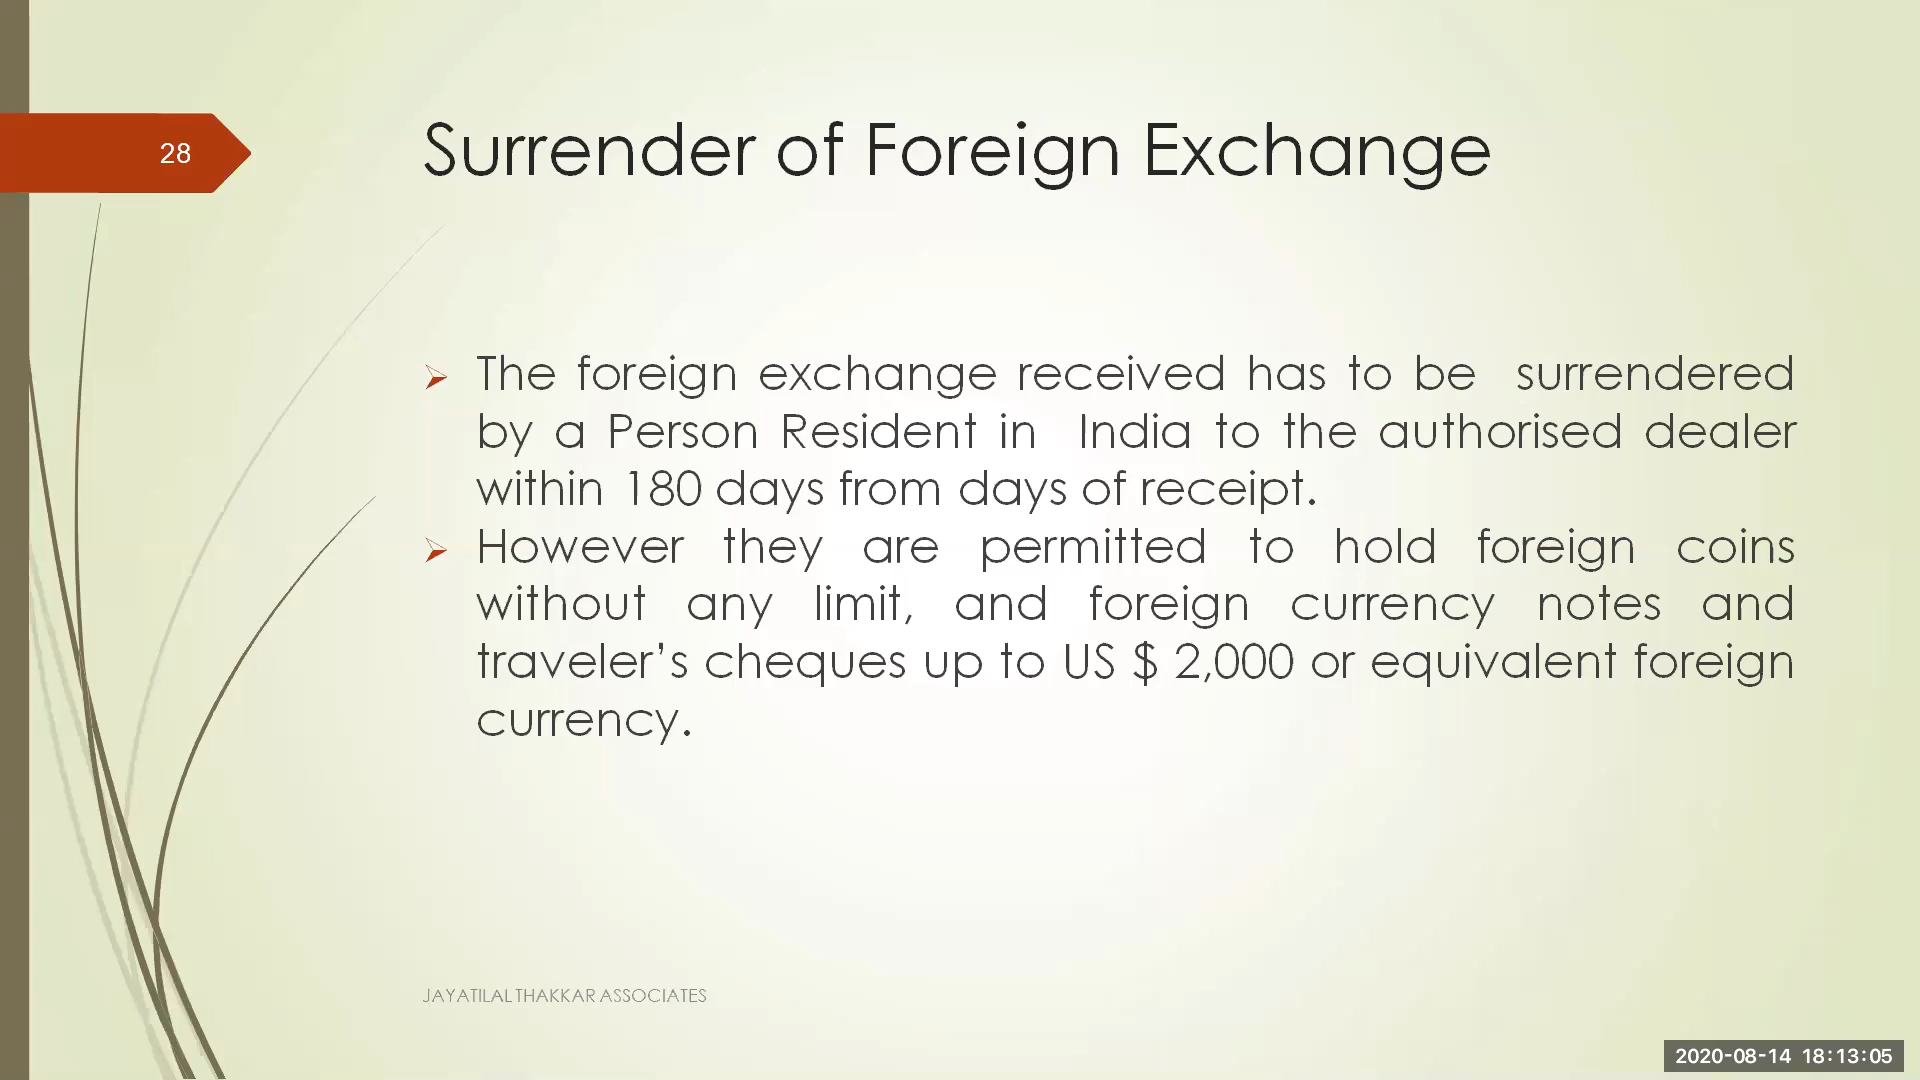 28
Surrender of Foreign Exchange
The foreign exchange received has to be surrendered
by a Person Resident in India to the authorised dealer
within 180 days from days of receipt.
However they are permitted to hold foreign coins
without any limit, and foreign currency notes and
traveler’s cheques up to US $ 2,000 or equivalent foreign
currency.
JAYATILAL THAKKAR ASSOCIATES
2020-08-14 18:13:05